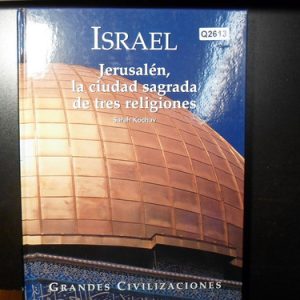 ISRAEL
Q2613
Jerusalén,
la ciudad sagrada
de tres religiones
Sarah Kochav
GRANDES CIVILIZACIONES